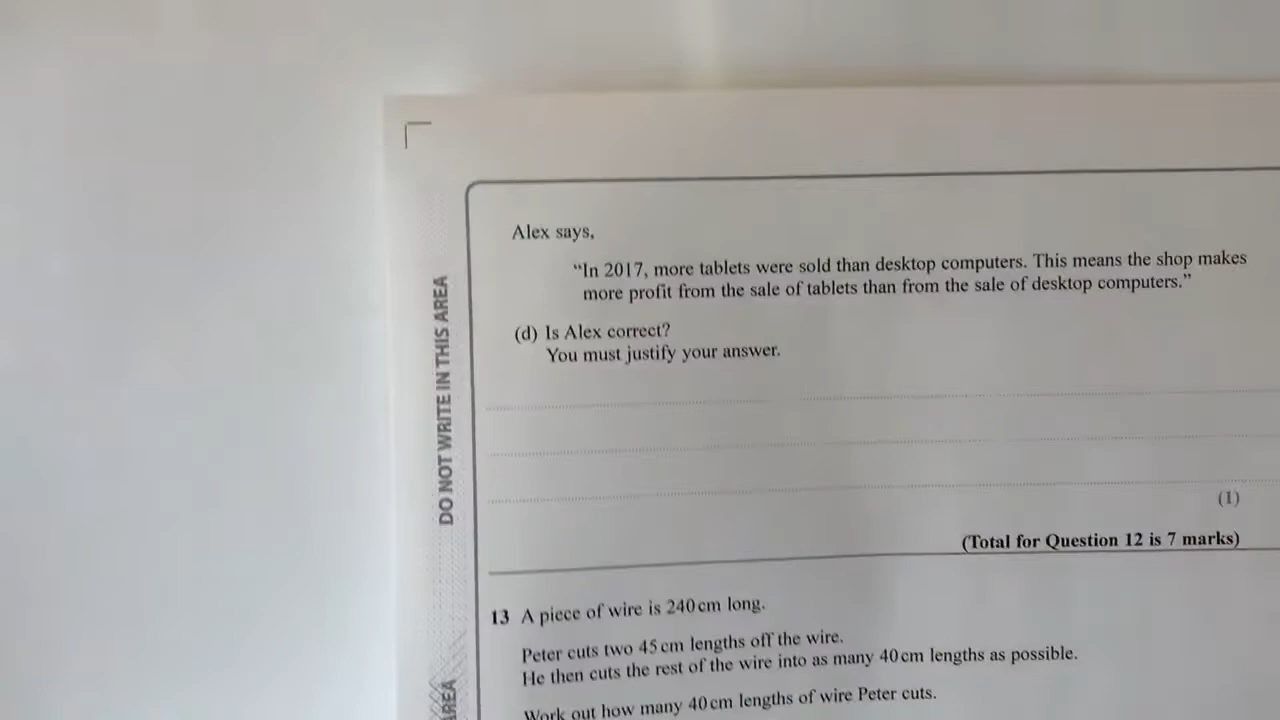 Alex says,
“In 2017, more tablets were sold than desktop computers. This means the shop makes
more profit from the sale of tablets than from the sale of desktop computers.”
(d) Is Alex correct?
You must justify your answer.
(1)
(Total for Question 12 is 7 marks)
13 A piece of wire is 240 cm long.
Peter cuts two 45 cm lengths off the wire.
He then cuts the rest of the wire into as many 40 cm lengths as possible.
Work out how many 40 cm lengths of wire Peter cuts.
DO NOT WRITE IN THIS AREA
AREA